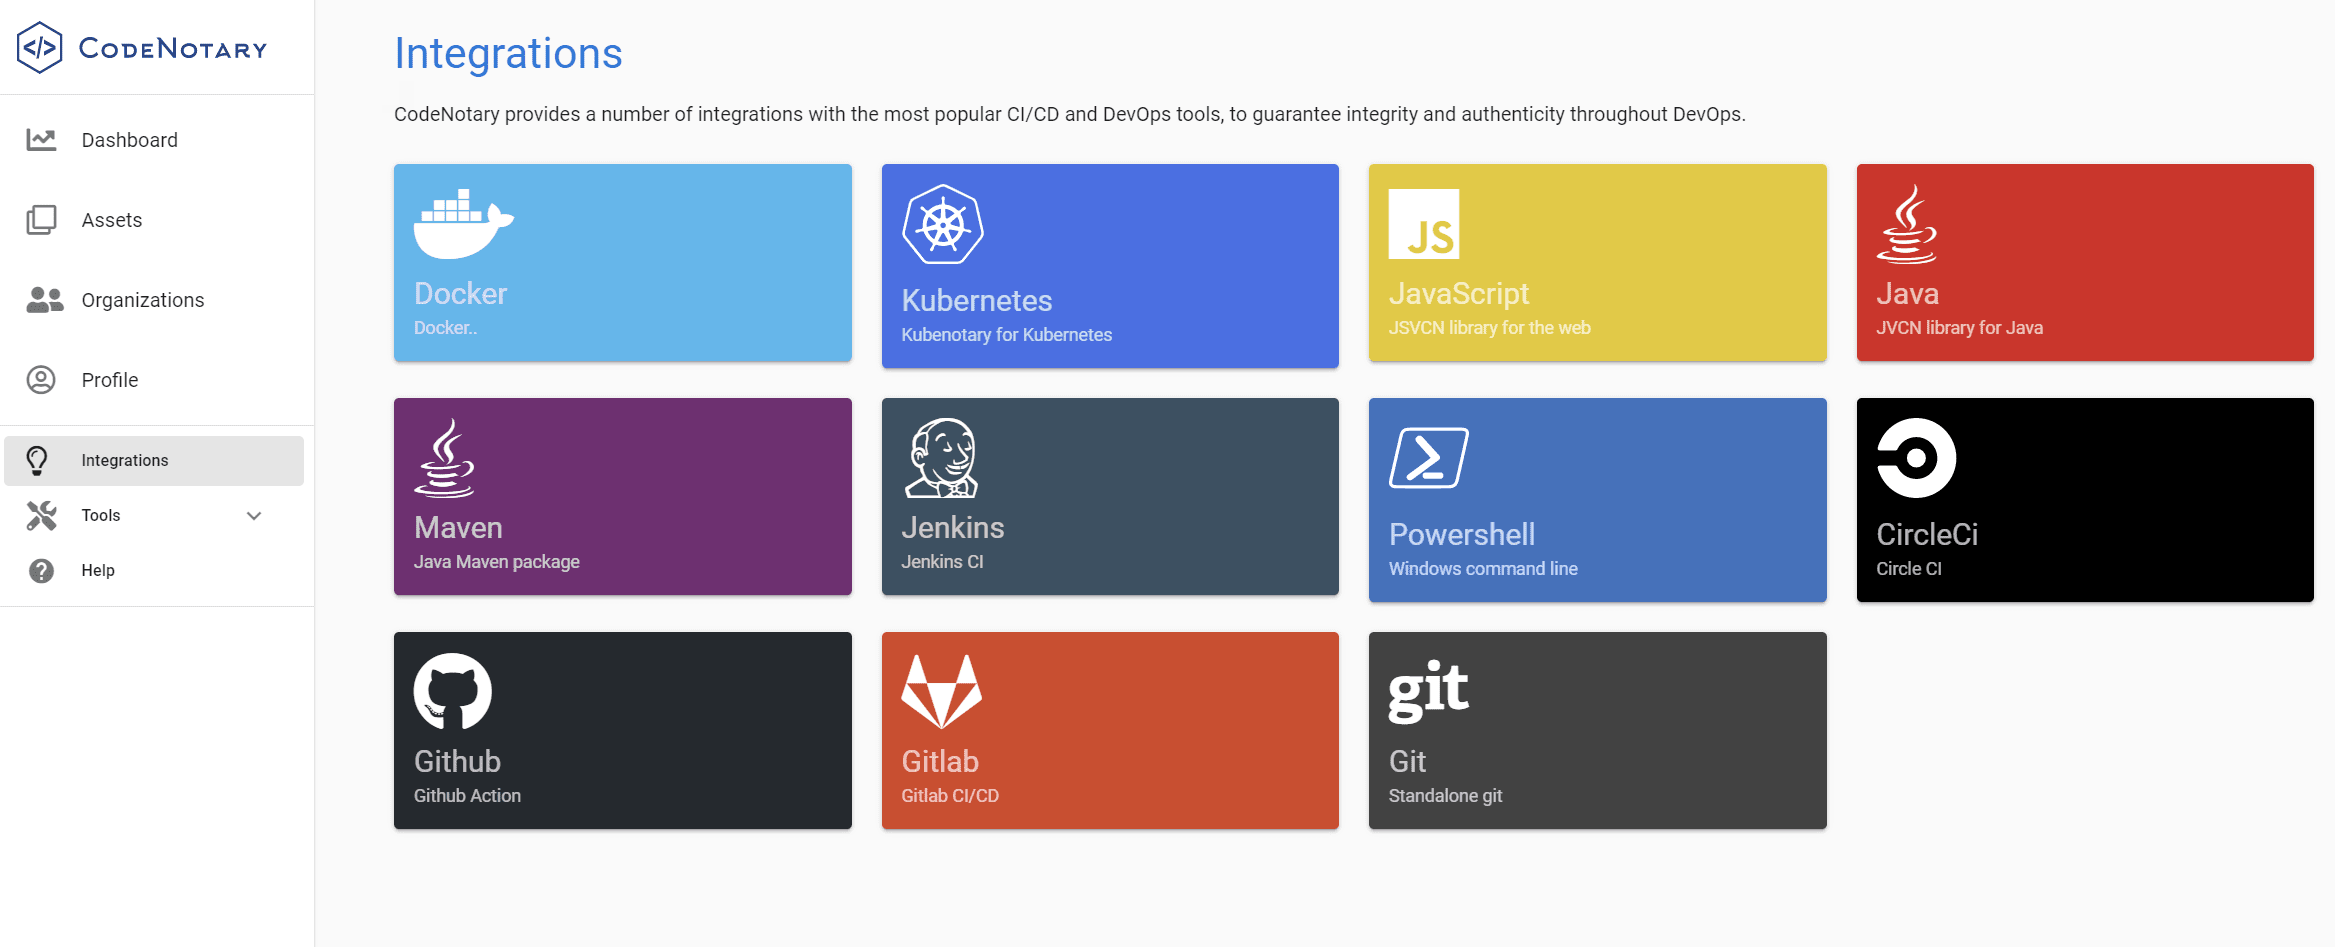 CODENOTARY
Dashboard
Assets
Organizations
Profile
Integrations
Tools
Help
Integrations
CodeNotary provides a number of integrations with the most popular CI/CD and DevOps tools, to guarantee integrity and authenticity throughout DevOps.
Docker
Docker..
Kubernetes
Kubenotary for Kubernetes
JS
JavaScript
JSVCN library for the web
Java
JVCN library for Java
Maven
Java Maven package
Jenkins
Jenkins CI
Powershell
Windows command line
CircleCi
Circle CI
Github
Github Action
Gitlab
Gitlab CI/CD
git
Git
Standalone git